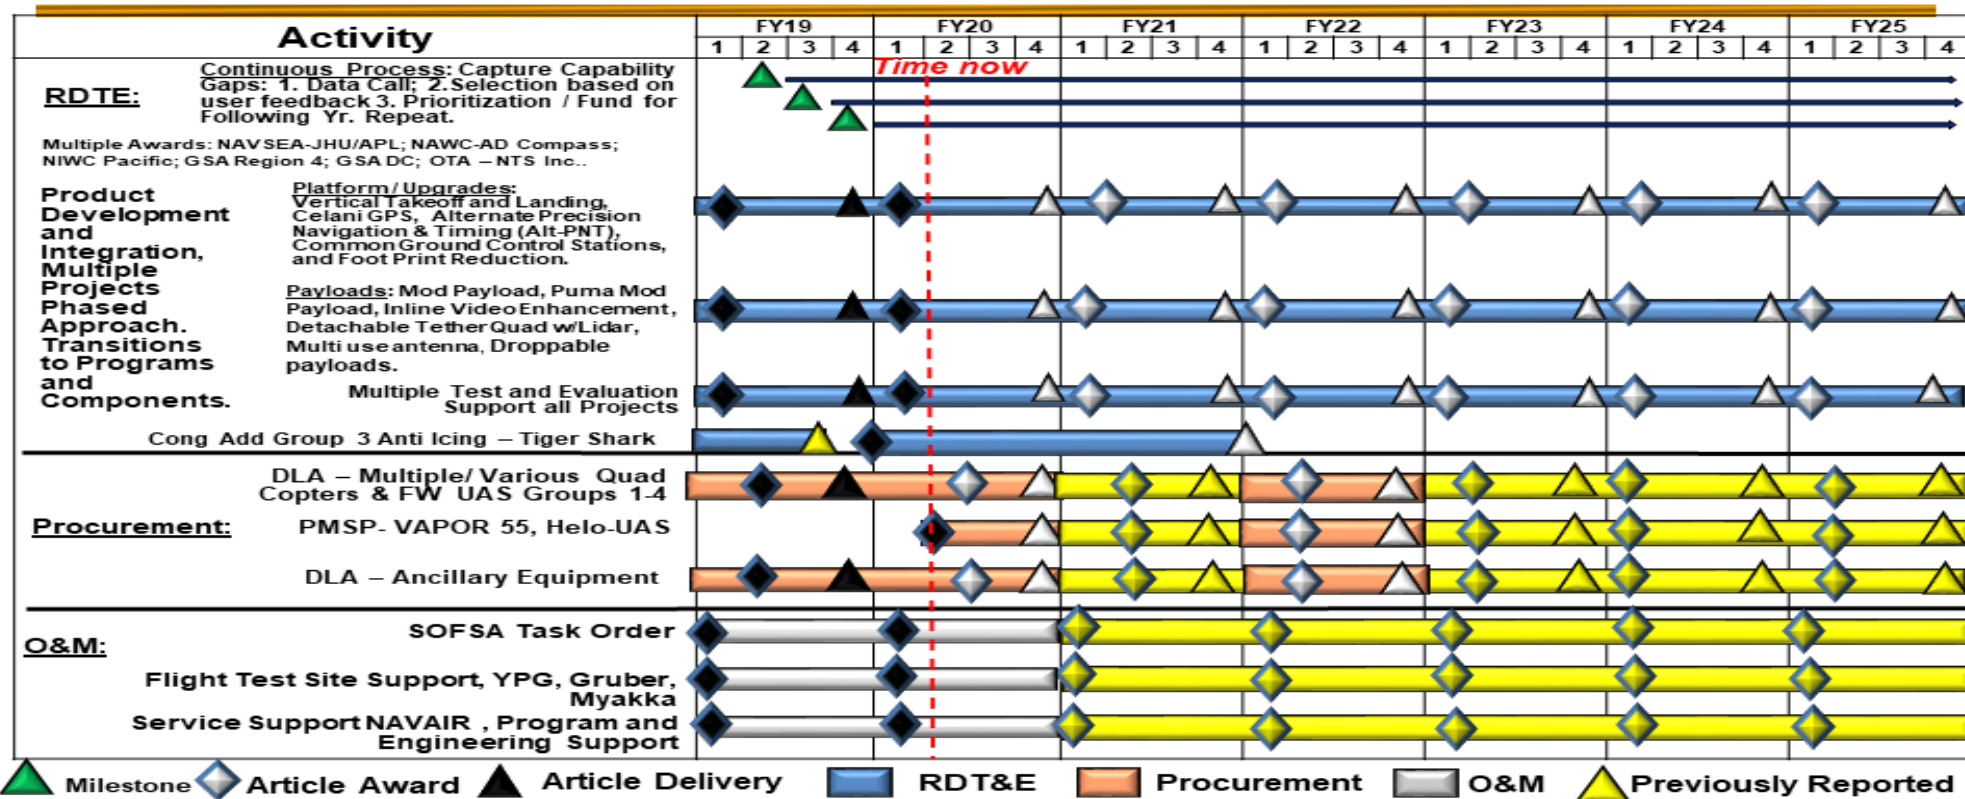 Activity
FY19 FY20 FY21 FY22 FY23 FY24 FY25
1 2 3 4 1 2 3 4 1 2 3 4 1 2 3 4 1 2 3 4 1 2 3 4 1 2 3 4
Time now
RDTE:
Continuous Process: Capture Capability
Gaps: 1. Data Call; 2.Selection based on
user feedback 3. Prioritization / Fund for
Following Yr. Repeat.
Multiple Awards: NAVSEA-JHU/APL; NAWC-AD Compass;
NIWC Pacific; GSA Region 4; GSA DC; OTA – NTS Inc..
Product
Development
and
Integration,
Multiple
Projects
Phased
Approach.
Transitions
to Programs
and
Components.
Platform/ Upgrades:
Vertical Takeoff and Landing,
Celani GPS, Alternate Precision
Navigation & Timing (Alt-PNT),
Common Ground Control Stations,
and Foot Print Reduction.
Payloads: Mod Payload, Puma Mod
Payload, Inline Video Enhancement,
Detachable Tether Quad w/Lidar,
Multi use antenna, Droppable
payloads.
Multiple Test and Evaluation
Support all Projects
Cong Add Group 3 Anti Icing – Tiger Shark
Procurement:
DLA – Multiple/ Various Quad
Copters & FW UAS Groups 1-4
PMSP- VAPOR 55, Helo-UAS
DLA – Ancillary Equipment
O&M:
SOFSA Task Order
Flight Test Site Support, YPG, Gruber,
Myakka
Service Support NAVAIR , Program and
Engineering Support
Milestone Article Award Article Delivery RDT&E Procurement O&M Previously Reported